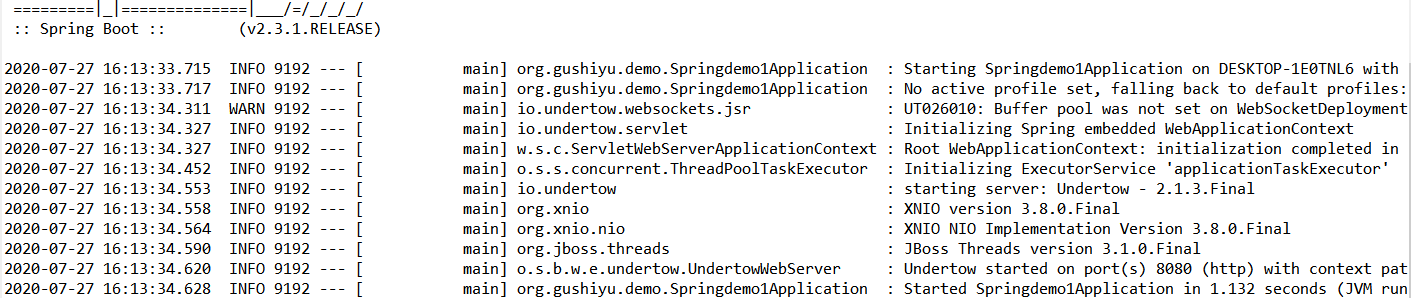 =========|_|==============|___/=/_/_/_/
:: Spring Boot ::        (v2.3.1.RELEASE)
2020-07-27 16:13:33.715  INFO 9192 --- [           main] org.gushiyu.demo.Springdemo1Application  : Starting Springdemo1Application on DESKTOP-1E0TNL6 with
2020-07-27 16:13:33.717  INFO 9192 --- [           main] org.gushiyu.demo.Springdemo1Application  : No active profile set, falling back to default profiles:
2020-07-27 16:13:34.311  WARN 9192 --- [           main] io.undertow.websockets.jsr               : UT026010: Buffer pool was not set on WebSocketDeployment
2020-07-27 16:13:34.327  INFO 9192 --- [           main] io.undertow.servlet                      : Initializing Spring embedded WebApplicationContext
2020-07-27 16:13:34.327  INFO 9192 --- [           main] w.s.c.ServletWebServerApplicationContext : Root WebApplicationContext: initialization completed in
2020-07-27 16:13:34.452  INFO 9192 --- [           main] o.s.s.concurrent.ThreadPoolTaskExecutor  : Initializing ExecutorService 'applicationTaskExecutor'
2020-07-27 16:13:34.553  INFO 9192 --- [           main] io.undertow                              : starting server: Undertow - 2.1.3.Final
2020-07-27 16:13:34.558  INFO 9192 --- [           main] org.xnio                                 : XNIO version 3.8.0.Final
2020-07-27 16:13:34.564  INFO 9192 --- [           main] org.xnio.nio                             : XNIO NIO Implementation Version 3.8.0.Final
2020-07-27 16:13:34.590  INFO 9192 --- [           main] org.jboss.threads                        : JBoss Threads version 3.1.0.Final
2020-07-27 16:13:34.620  INFO 9192 --- [           main] o.s.b.w.e.undertow.UndertowWebServer     : Undertow started on port(s) 8080 (http) with context pat
2020-07-27 16:13:34.628  INFO 9192 --- [           main] org.gushiyu.demo.Springdemo1Application  : Started Springdemo1Application in 1.132 seconds (JVM run